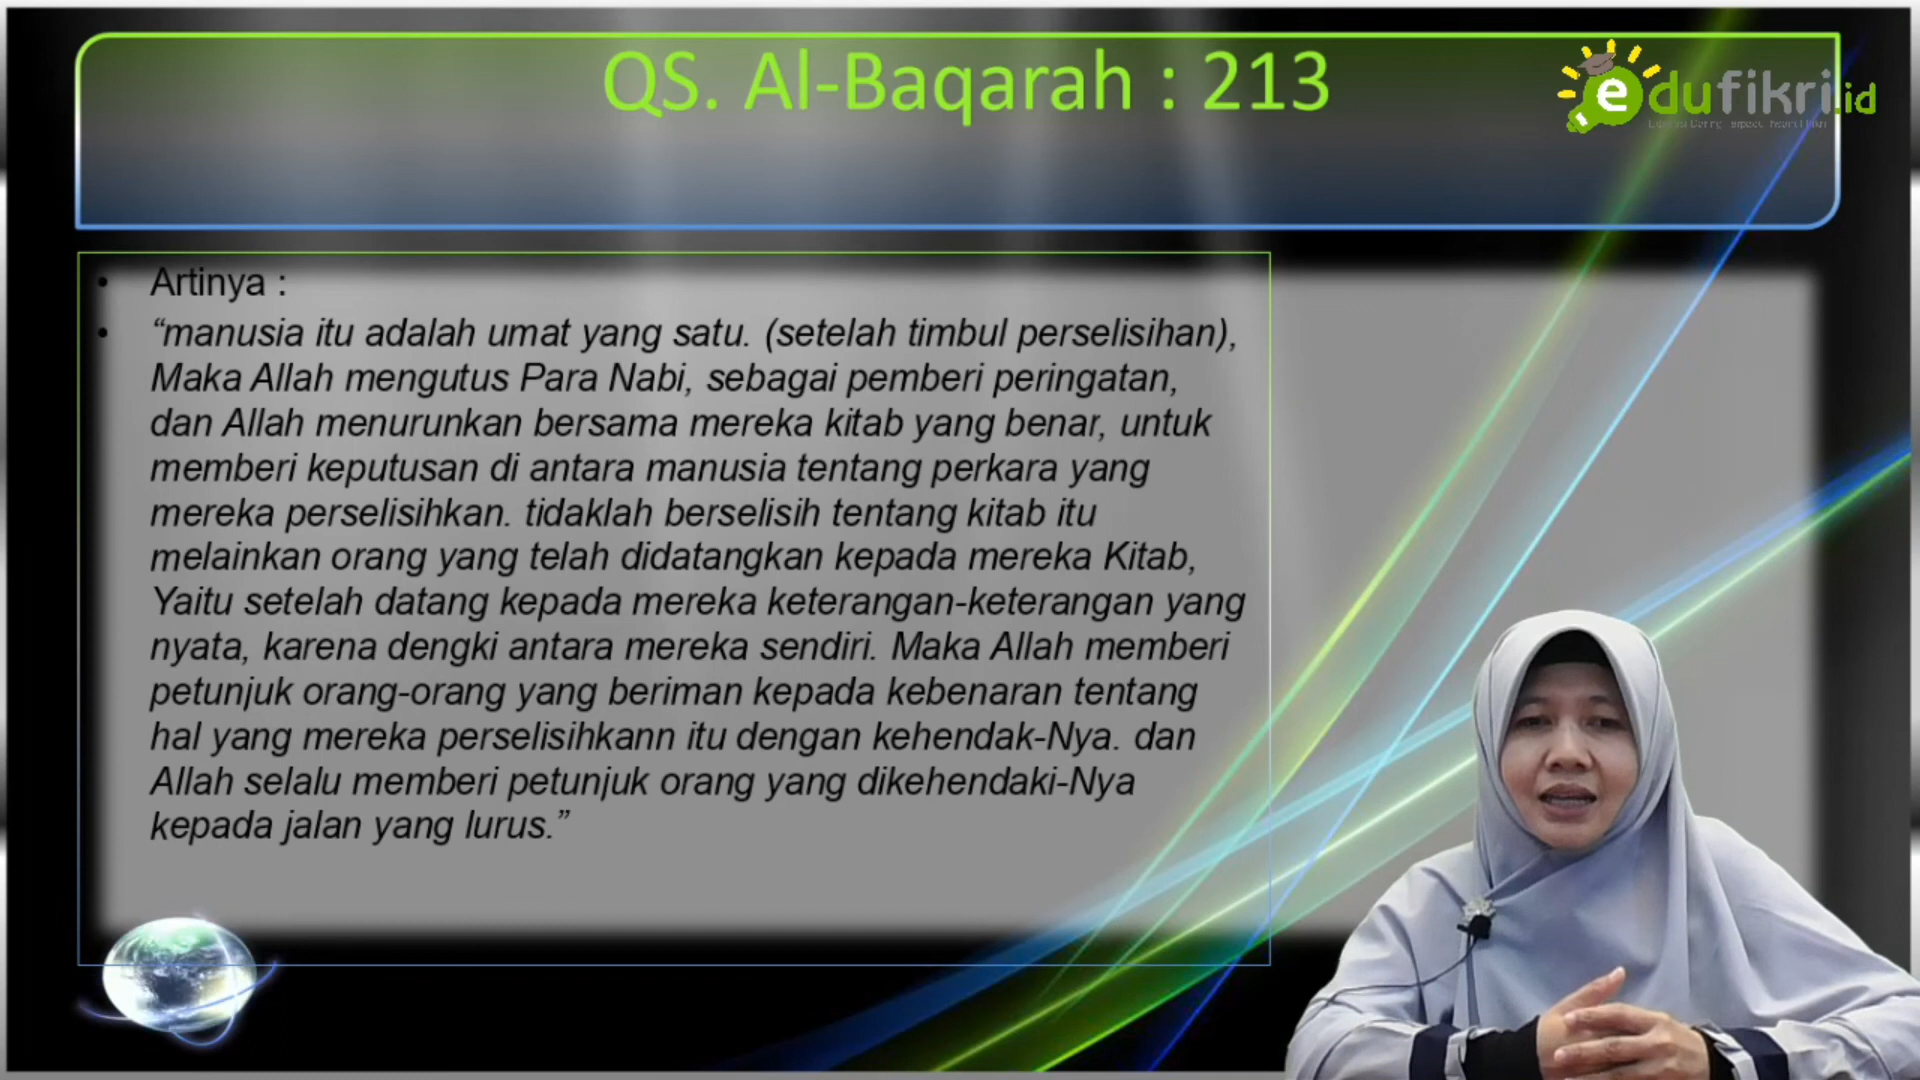 QS. Al-Baqarah : 213
edufikri.id
• Artinya :
• “manusia itu adalah umat yang satu. (setelah timbul perselisihan),
Maka Allah mengutus Para Nabi, sebagai pemberi peringatan,
dan Allah menurunkan bersama mereka kitab yang benar, untuk
memberi keputusan di antara manusia tentang perkara yang
mereka perselisihkan. tidaklah berselisih tentang kitab itu
melainkan orang yang telah didatangkan kepada mereka Kitab,
Yaitu setelah datang kepada mereka keterangan-keterangan yang
nyata, karena dengki antara mereka sendiri. Maka Allah memberi
petunjuk orang-orang yang beriman kepada kebenaran tentang
hal yang mereka perselisihkann itu dengan kehendak-Nya. dan
Allah selalu memberi petunjuk orang yang dikehendaki-Nya
kepada jalan yang lurus.”